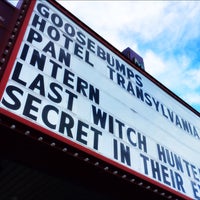 GOOSEBUMPS
HOTEL TRANSYLVANIA
PAN
INTERN
LAST WITCH HUNTE
SECRET IN THEIR E